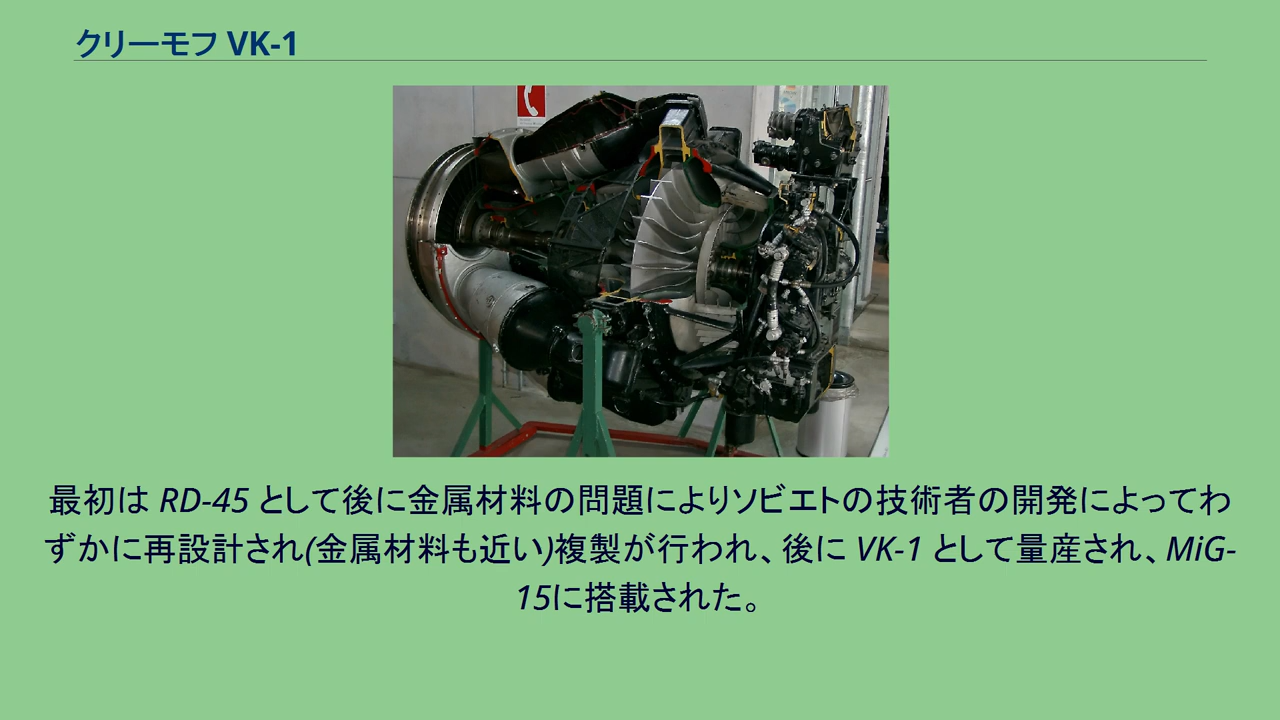 クリーモフ VK-1
最初は RD-45 として後に金属材料の問題によりソビエトの技術者の開発によってわ
ずかに再設計され(金属材料も近い)複製が行われ、後に VK-1 として量産され、MiG-
15に搭載された。